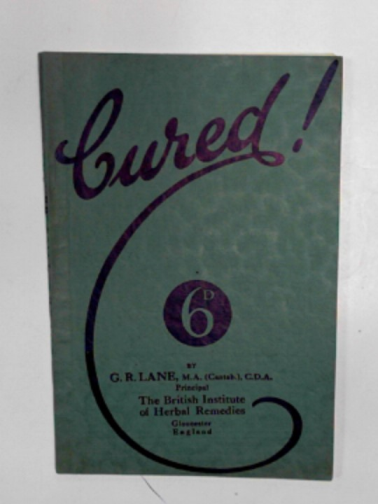 Cured!
6D
BY
G. R. LANE, M.A. (Cantab.), C.D.A.
Principal
The British Institute
of Herbal Remedies
Gloucester
England